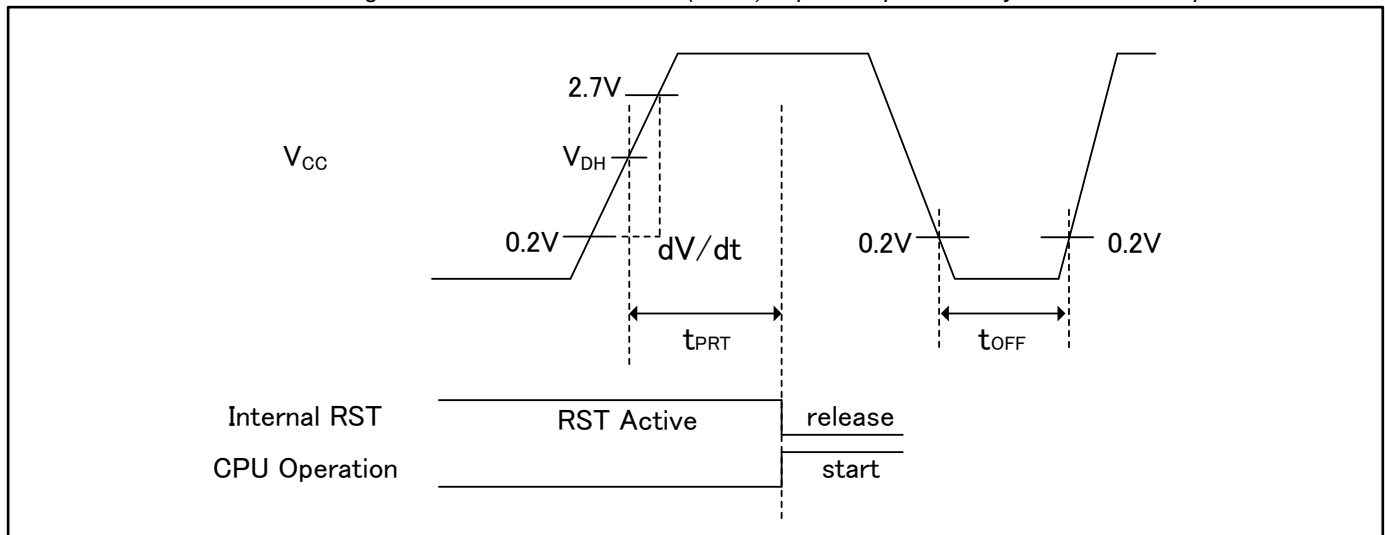 2.7V
VCC
VDH
0.2V
dV/dt
0.2V
0.2V
tPRT
tOFF
Internal RST
RST Active
release
CPU Operation
start